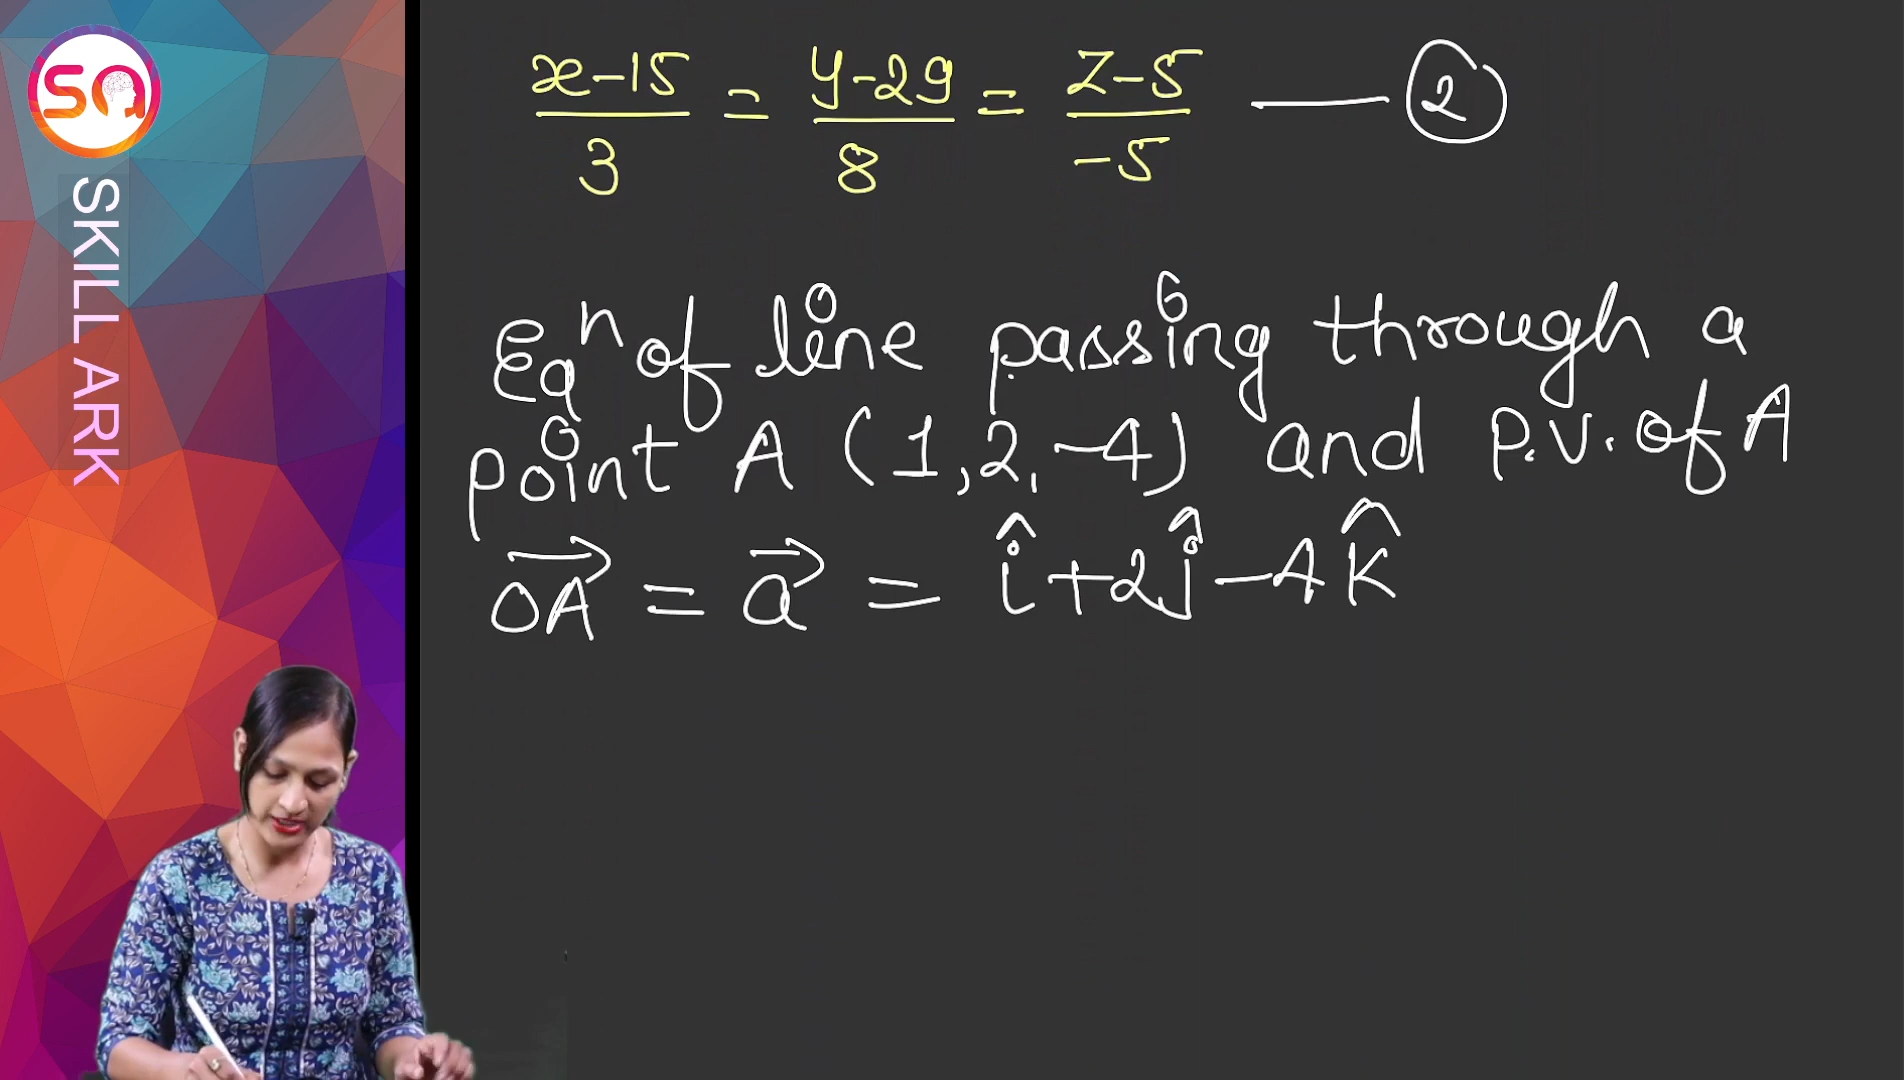 SKILL ARK
x-15/3 = y-29/8 = z-5/-5 —— 2
Eqⁿ of line passing through a
point A (1,2,-4) and P.V. of A
→OA = →a = î + 2ĵ - 4k̂